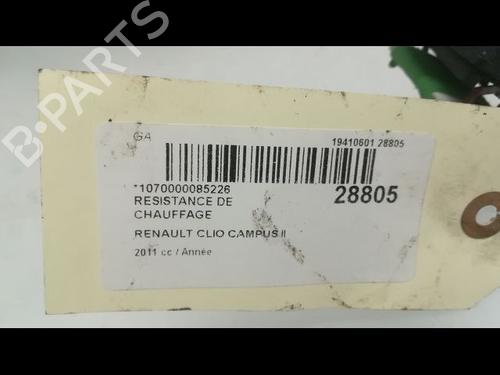 GA
19410601 28805
*1070000085226
28805
RESISTANCE DE
CHAUFFAGE
RENAULT CLIO CAMPUS II
2011 cc / Année
B-PARTS